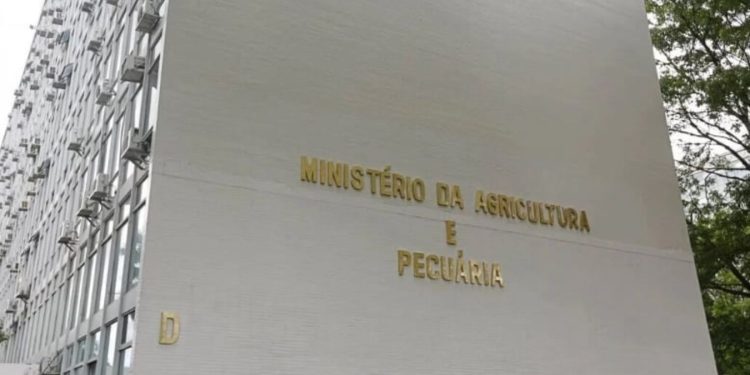 MINISTÉRIO DA AGRICULTURA
E
PECUÁRIA
D